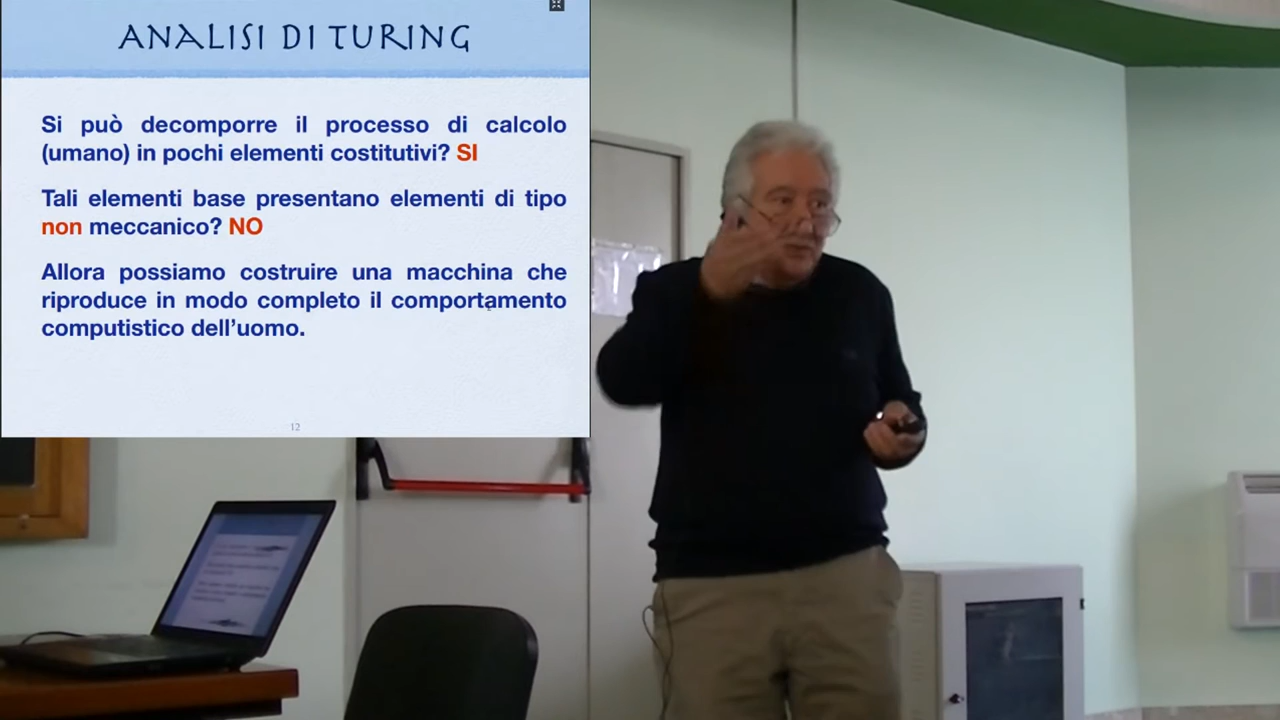 ANALISI DI TURING
Si può decomporre il processo di calcolo
(umano) in pochi elementi costitutivi? SI
Tali elementi base presentano elementi di tipo
non meccanico? NO
Allora possiamo costruire una macchina che
riproduce in modo completo il comportamento
computistico dell’uomo.
12